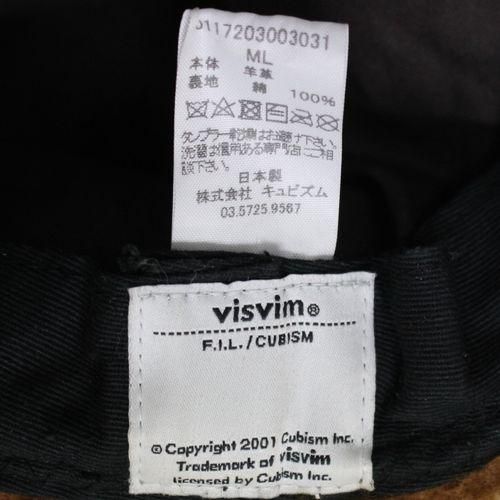 0117203003031
ML
本体 羊革
裏地 綿 100%
タンブラー乾燥はお避け下さい。
洗濯は信用ある専門店にご相
談下さい。
日本製
株式会社 キュビズム
03.5725.9567
visvim®
F.I.L./CUBISM
© Copyright 2001 Cubism Inc.
Trademark of visvim
licensed by Cubism Inc.